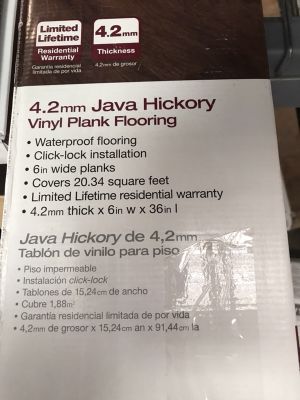 Limited
Lifetime
Residential
Warranty
Garantía residencial
limitada de por vida
4.2mm
Thickness
4,2mm de grosor
4.2mm Java Hickory
Vinyl Plank Flooring
• Waterproof flooring
• Click-lock installation
• 6in wide planks
• Covers 20.34 square feet
• Limited Lifetime residential warranty
• 4.2mm thick x 6in w x 36in l
Java Hickory de 4,2mm
Tablón de vinilo para piso
• Piso impermeable
• Instalación click-lock
• Tablones de 15,24cm de ancho
• Cubre 1,88m²
• Garantía residencial limitada de por vida
• 4,2mm de grosor x 15,24cm an x 91,44cm la